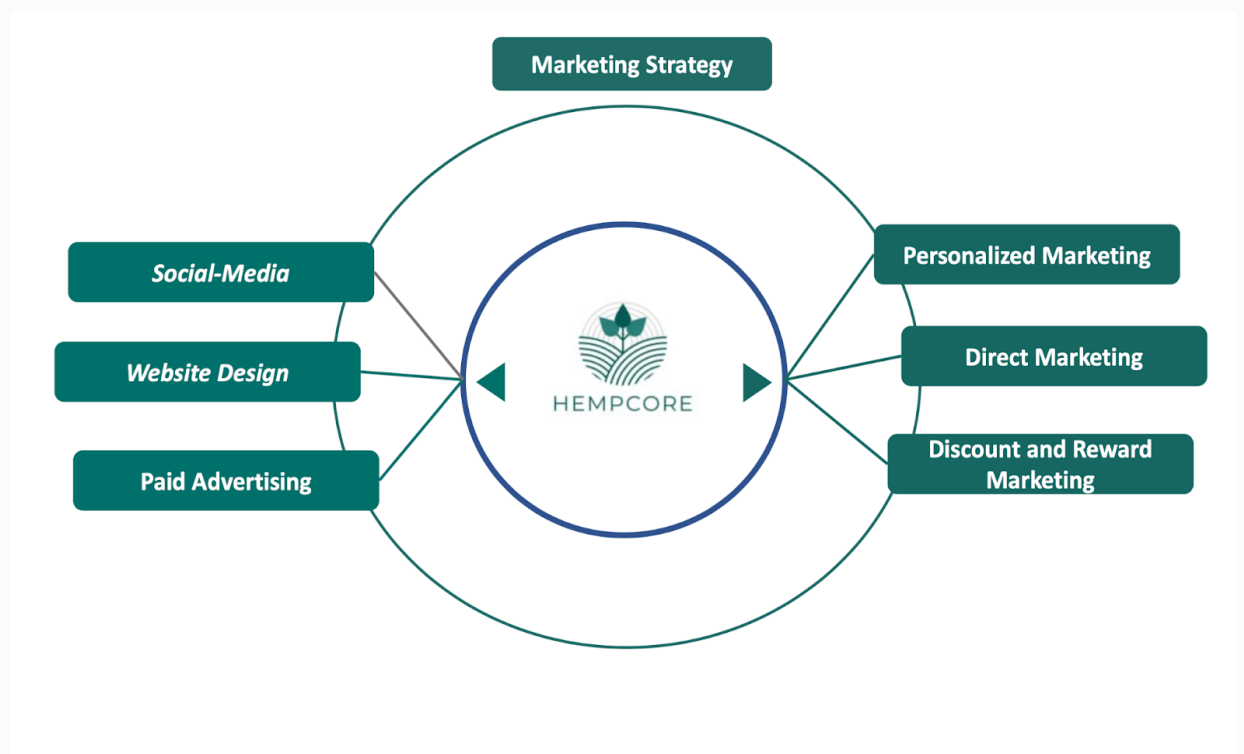 Marketing Strategy
Social-Media
Website Design
Paid Advertising
HEMPCORE
Personalized Marketing
Direct Marketing
Discount and Reward
Marketing